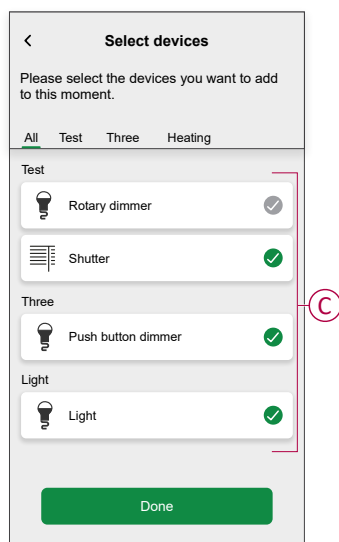 Select devices
Please select the devices you want to add
to this moment.
All Test Three Heating
Test
Rotary dimmer
Shutter
Three
Push button dimmer
Light
Light
Done
C